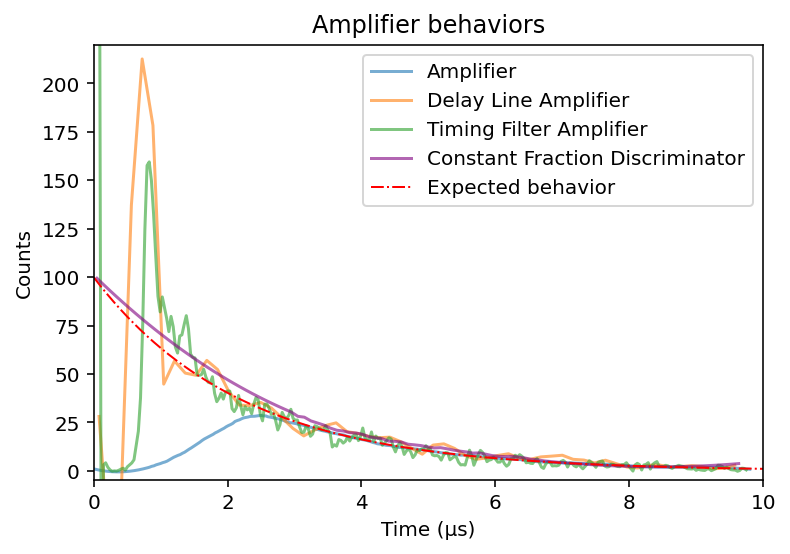 Amplifier behaviors
Amplifier
Delay Line Amplifier
Timing Filter Amplifier
Constant Fraction Discriminator
Expected behavior
Counts
200
175
150
125
100
75
50
25
0
0 2 4 6 8 10
Time (μs)